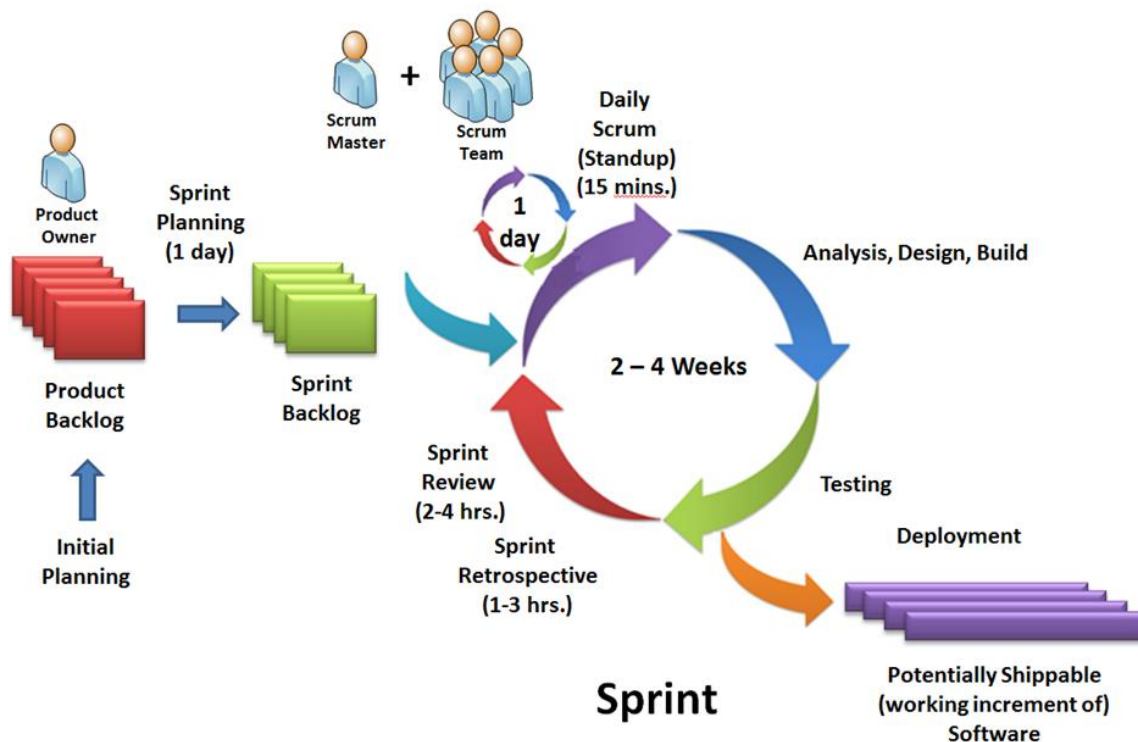 Scrum
Master
+
Scrum
Team
Product
Owner
Sprint
Planning
(1 day)
Product
Backlog
Initial
Planning
Sprint
Backlog
1
day
Daily
Scrum
(Standup)
(15 mins.)
Analysis, Design, Build
2 – 4 Weeks
Testing
Sprint
Review
(2-4 hrs.)
Sprint
Retrospective
(1-3 hrs.)
Deployment
Potentially Shippable
(working increment of)
Software
Sprint